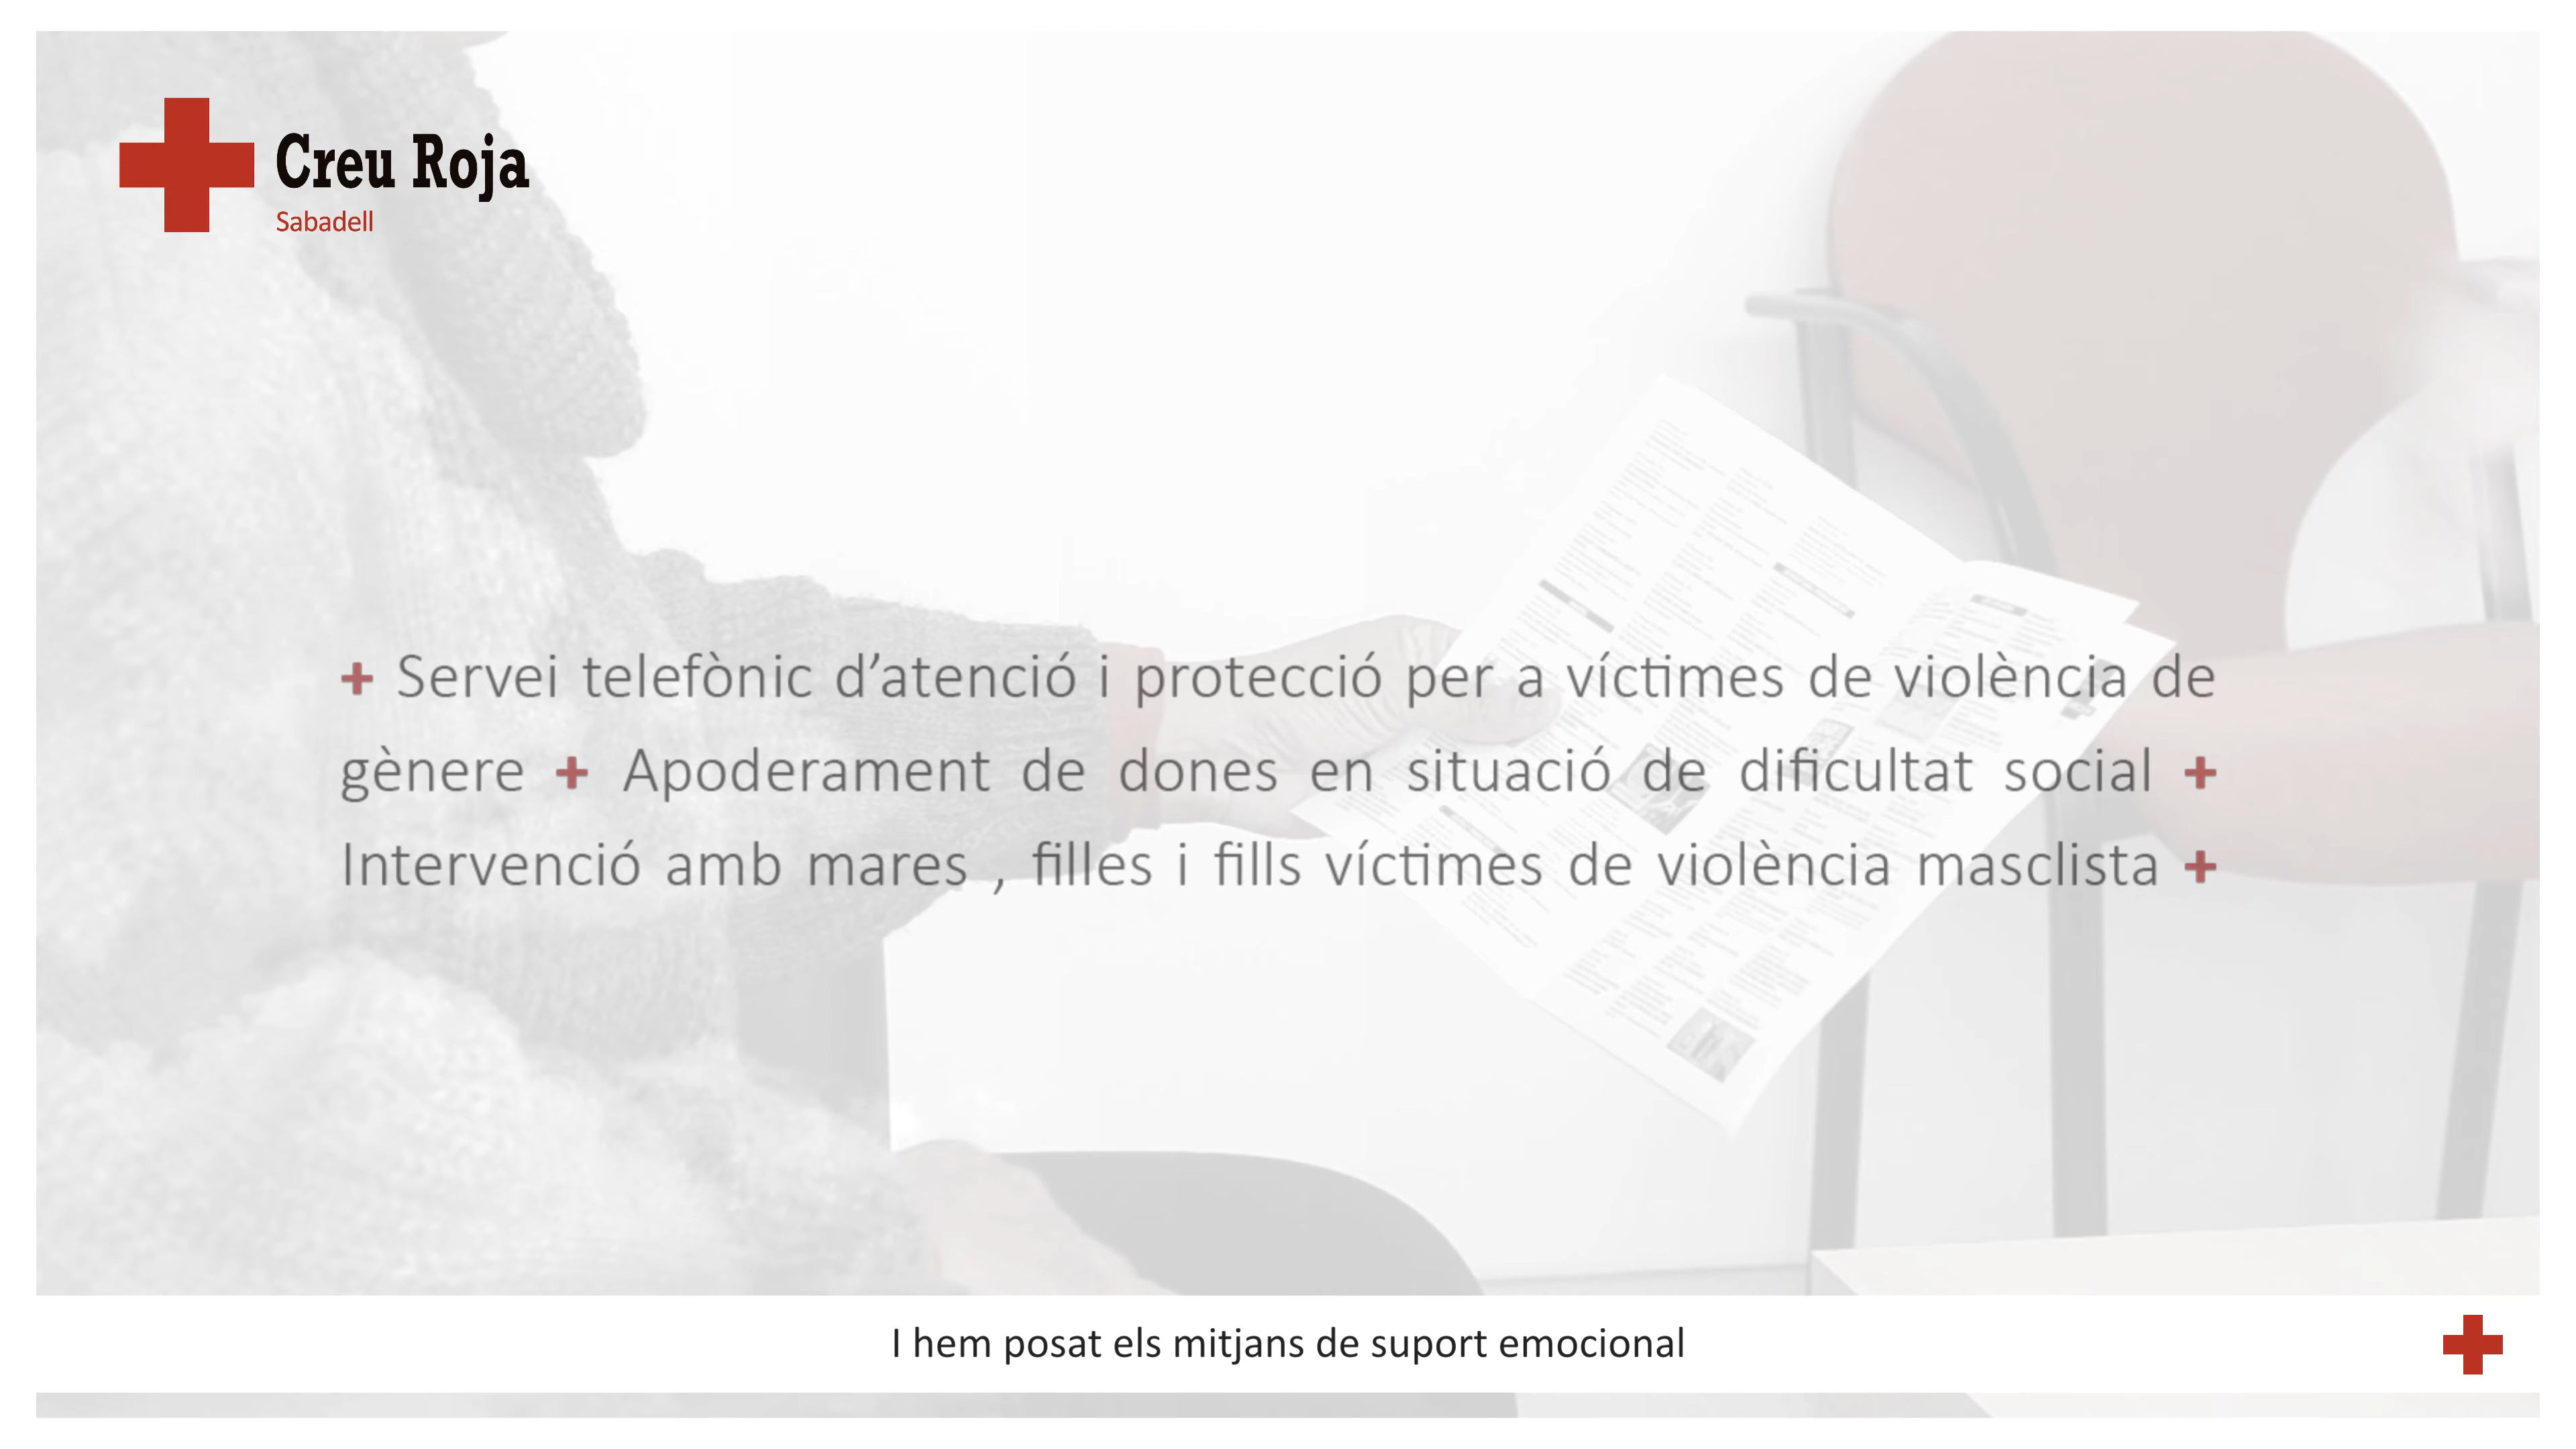 Creu Roja
Sabadell
+ Servei telefònic d’atenció i protecció per a víctimes de violència de
gènere + Apoderament de dones en situació de dificultat social +
Intervenció amb mares , filles i fills víctimes de violència masclista +
I hem posat els mitjans de suport emocional